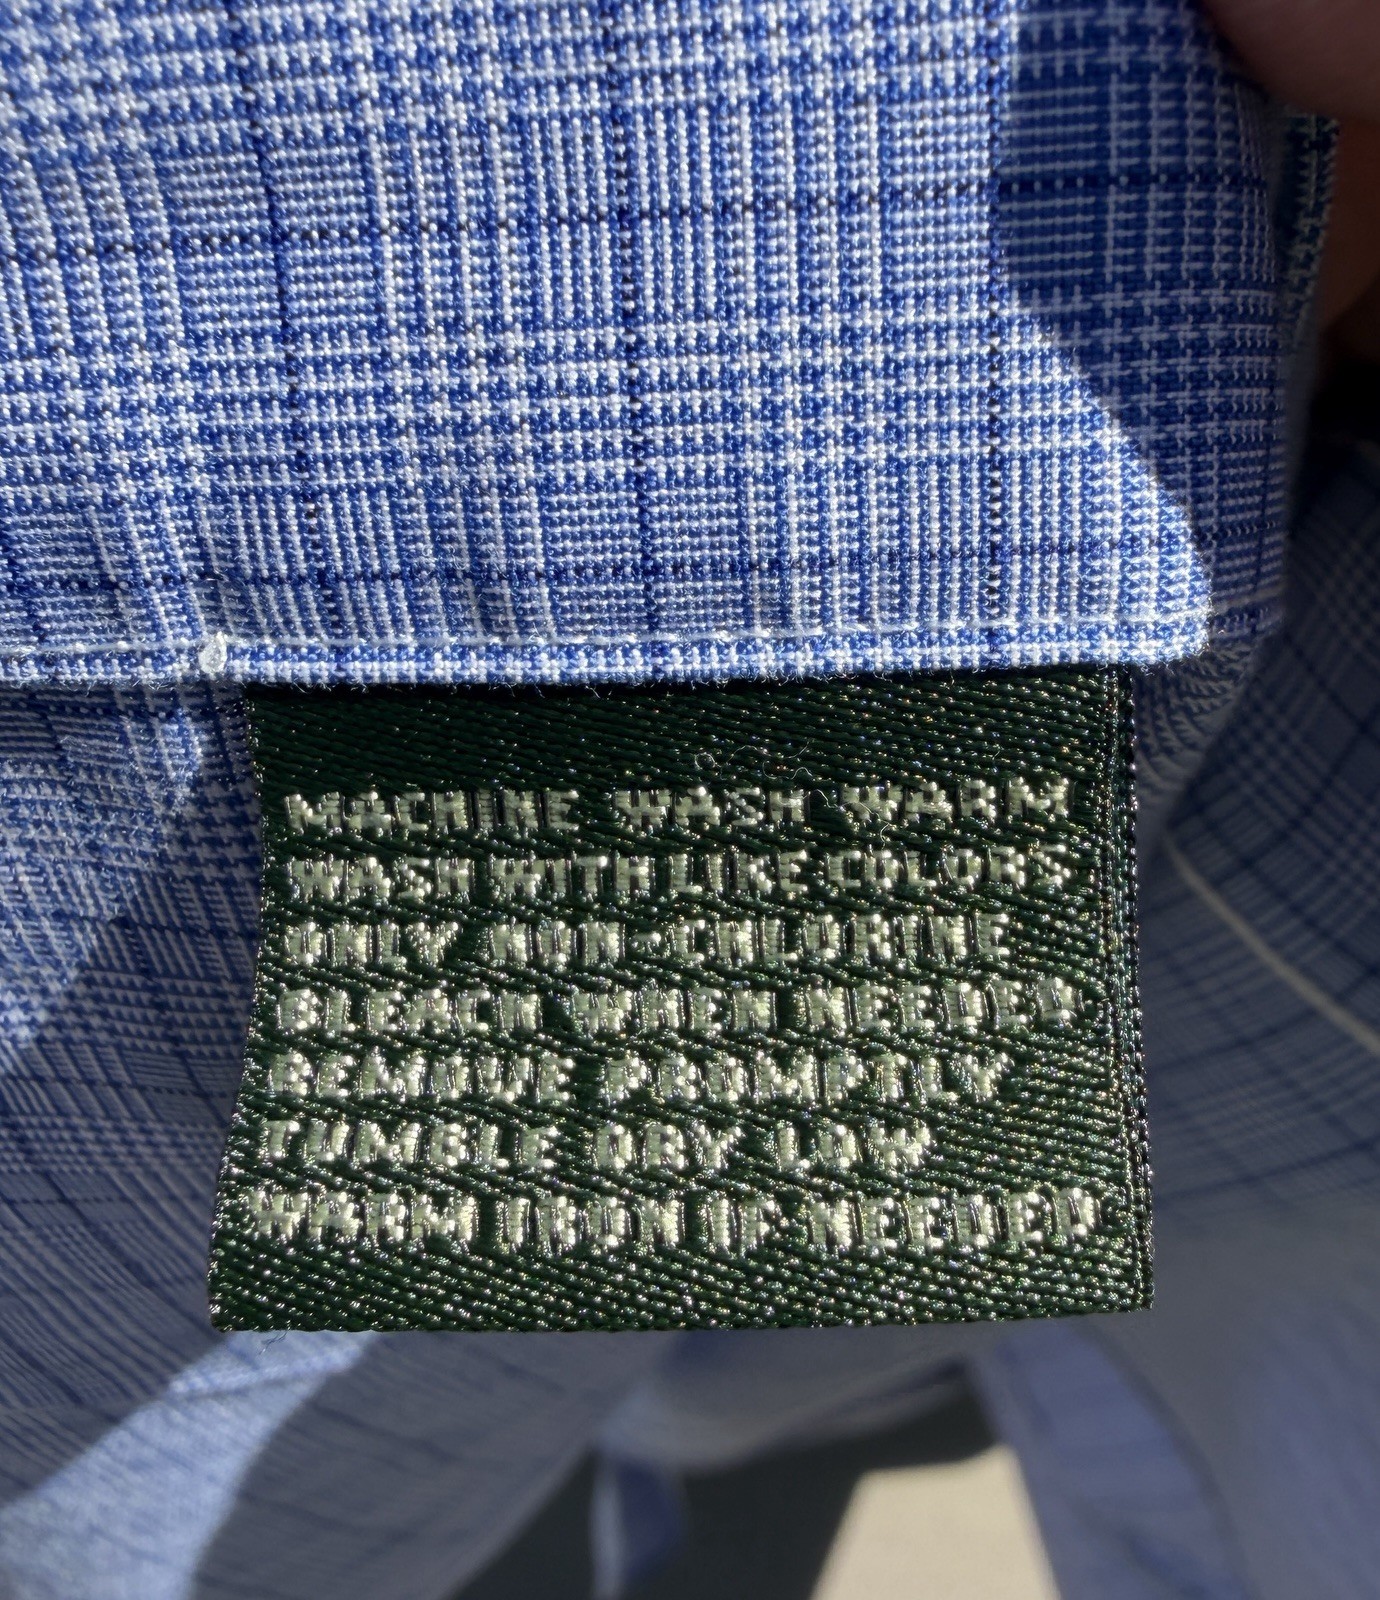 MACHINE WASH WARM
WASH WITH LIKE COLORS
ONLY NON-CHLORINE
BLEACH WHEN NEEDED
REMOVE PROMPTLY
TUMBLE DRY LOW
WARM IRON IF NEEDED